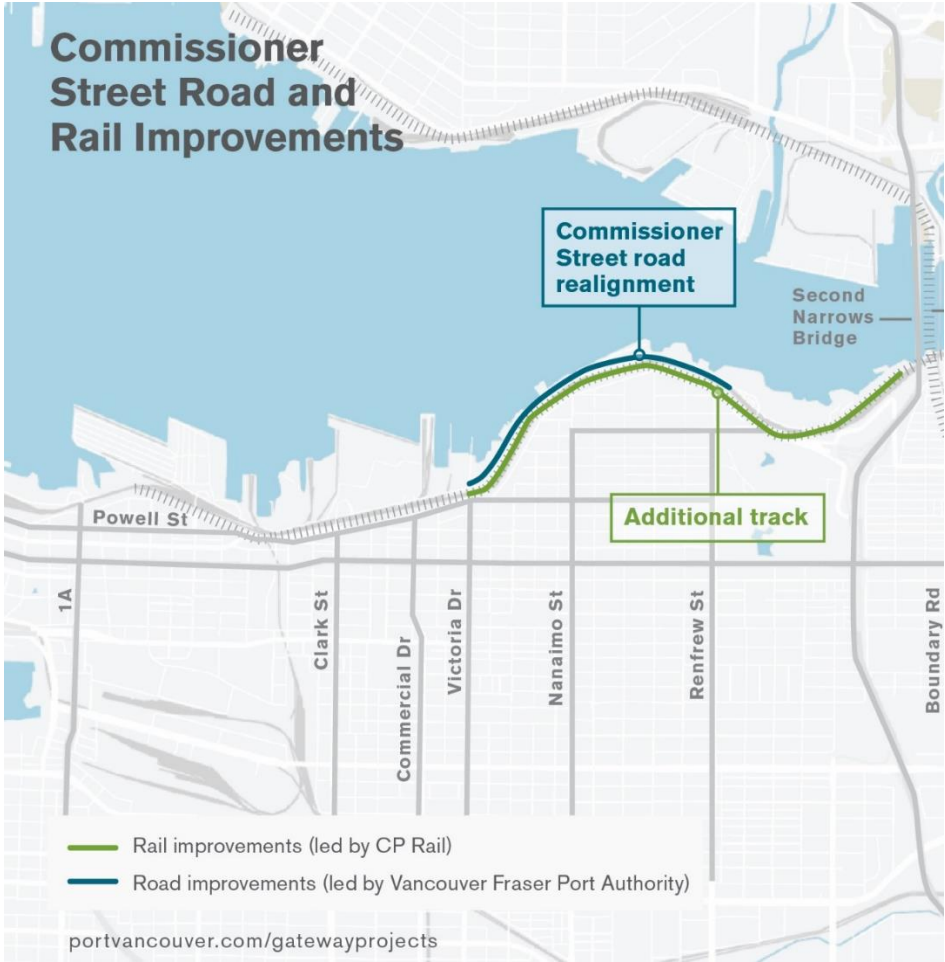 Commissioner
Street Road and
Rail Improvements
Commissioner
Street road
realignment
Second
Narrows
Bridge
Additional track
Powell St
1A
Clark St
Commercial Dr
Victoria Dr
Nanaimo St
Renfrew St
Boundary Rd
Rail improvements (led by CP Rail)
Road improvements (led by Vancouver Fraser Port Authority)
portvancouver.com/gatewayprojects